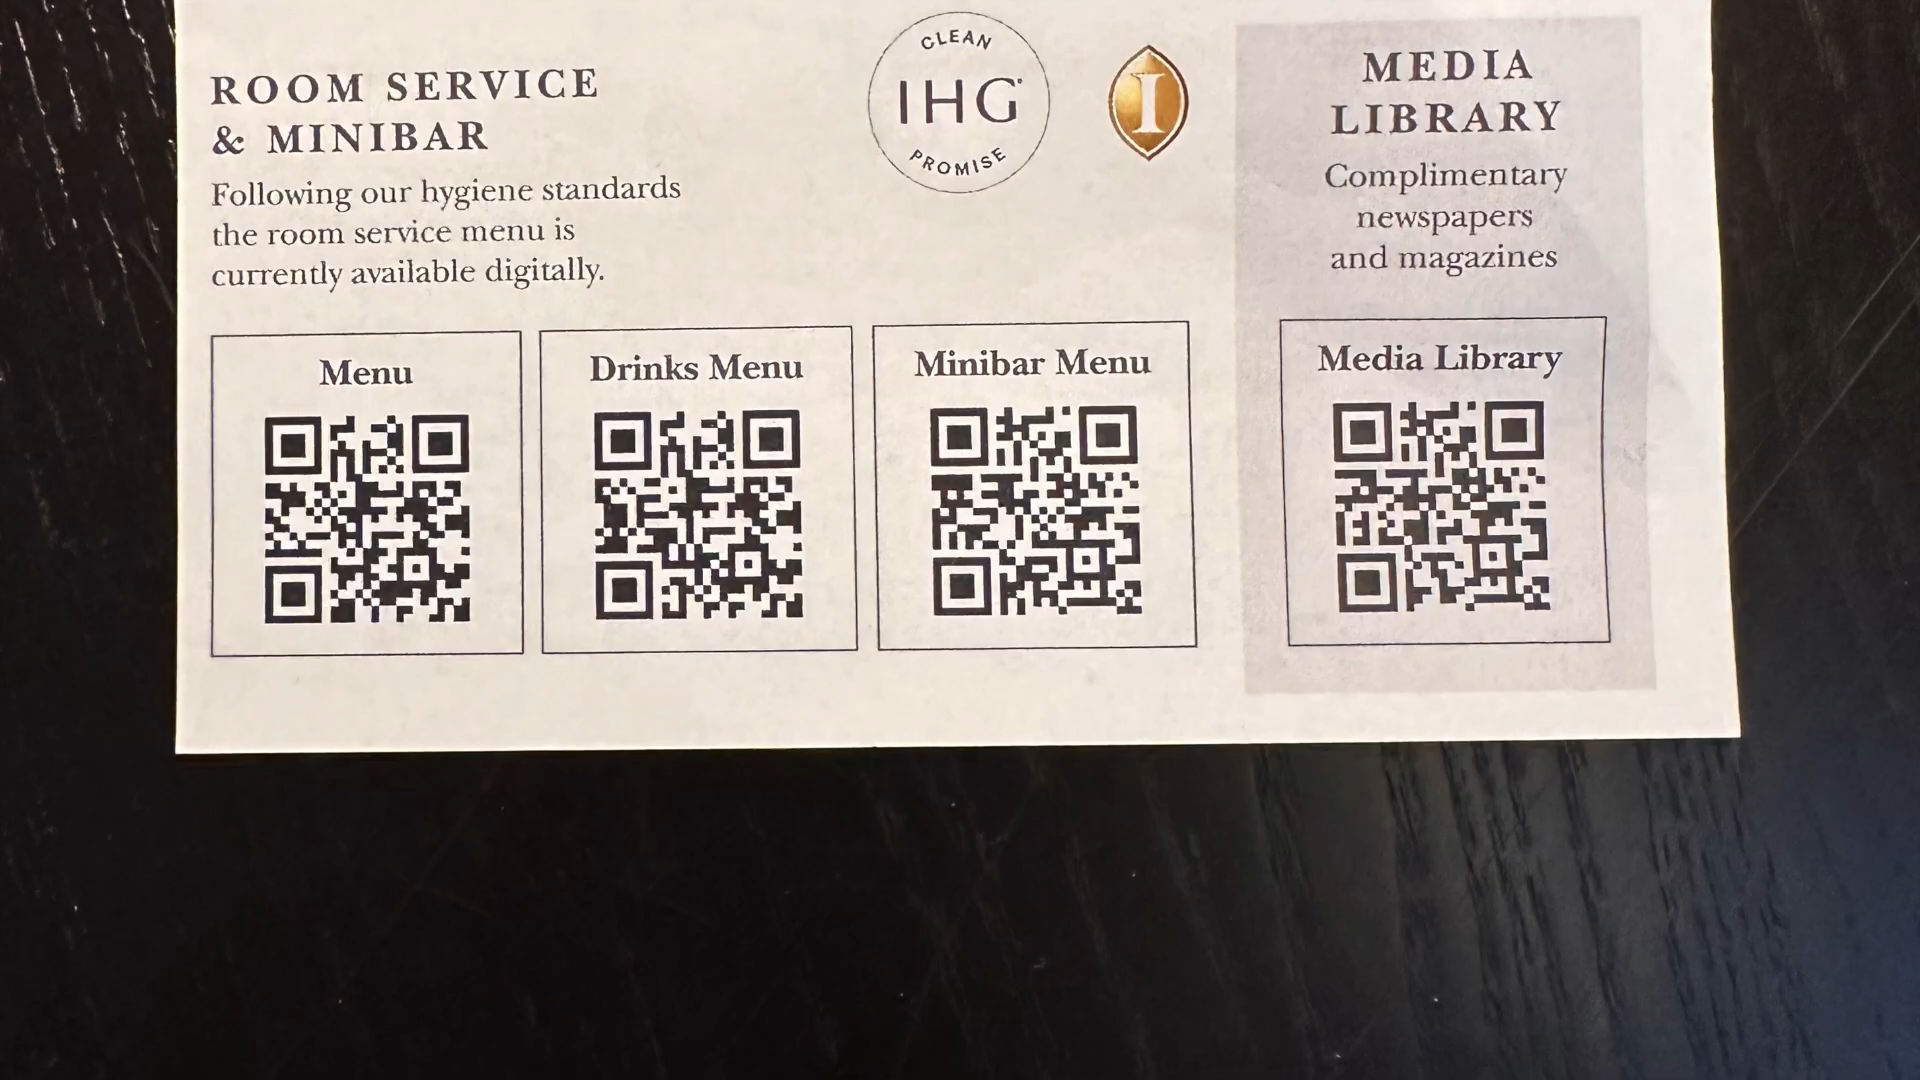 ROOM SERVICE
& MINIBAR
Following our hygiene standards
the room service menu is
currently available digitally.
CLEAN
IHG
PROMISE
I
MEDIA
LIBRARY
Complimentary
newspapers
and magazines
Menu
Drinks Menu
Minibar Menu
Media Library